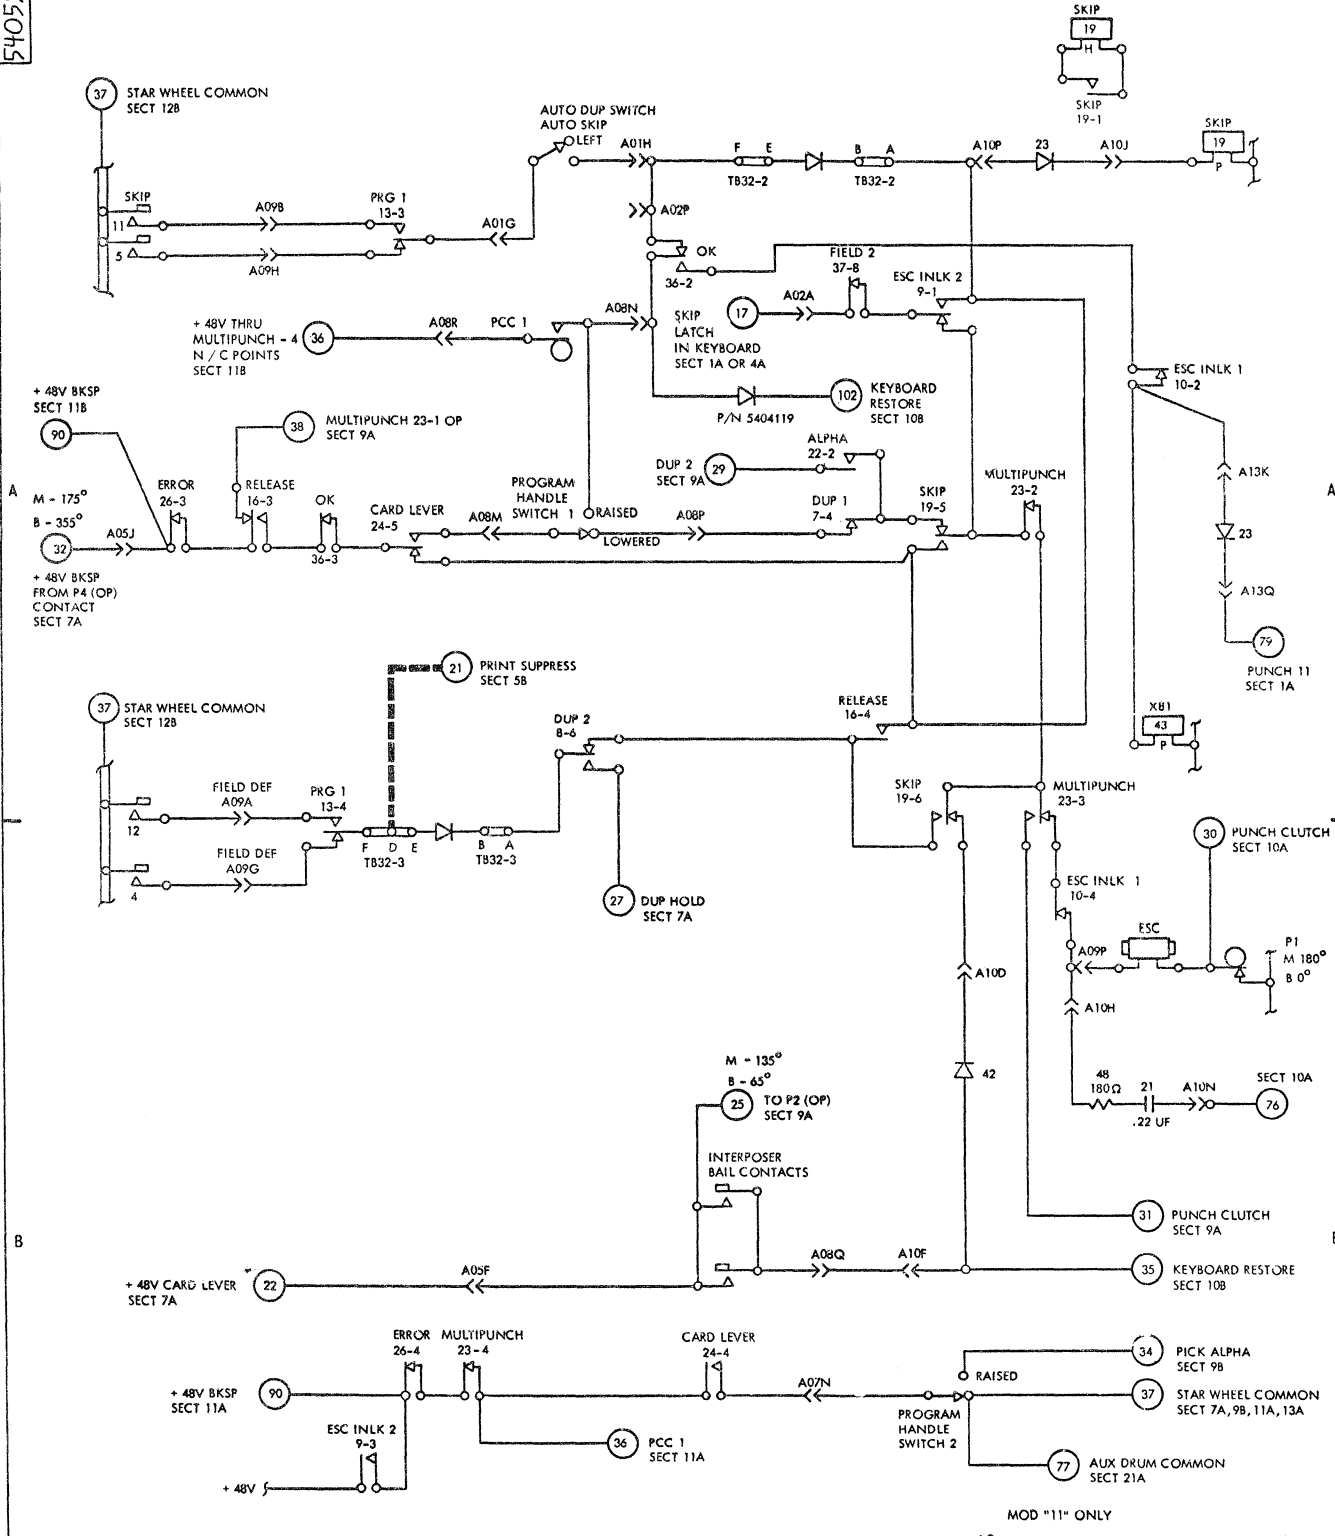 5405
SKIP
19
H
SKIP
19-1
37
STAR WHEEL COMMON
SECT 12B
AUTO DUP SWITCH
AUTO SKIP
LEFT
A01H
F E
TB32-2
B A
TB32-2
A10P
23
A10J
SKIP
19
P
SKIP
11
A09B
PRG 1
13-3
A01G
5
A09H
A02P
OK
36-2
FIELD 2
37-8
ESC INLK 2
9-1
17
A02A
SKIP
LATCH
IN KEYBOARD
SECT 1A OR 4A
+ 48V THRU
MULTIPUNCH - 4
N / C POINTS
SECT 11B
36
A08R
PCC 1
A08N
ESC INLK 1
10-2
P/N 5404119
102
KEYBOARD
RESTORE
SECT 10B
+ 48V BKSP
SECT 11B
90
38
MULTIPUNCH 23-1 OP
SECT 9A
A
M - 175°
B - 355°
32
A05J
+ 48V BKSP
FROM P4 (OP)
CONTACT
SECT 7A
ERROR
26-3
RELEASE
16-3
OK
36-3
CARD LEVER
24-5
A08M
PROGRAM
HANDLE
SWITCH 1
RAISED
LOWERED
A08P
DUP 2
SECT 9A
29
ALPHA
22-2
DUP 1
7-4
SKIP
19-5
MULTIPUNCH
23-2
A
A13K
23
A13Q
79
PUNCH 11
SECT 1A
21
PRINT SUPPRESS
SECT 5B
37
STAR WHEEL COMMON
SECT 12B
DUP 2
8-6
RELEASE
16-4
X81
43
P
FIELD DEF
A09A
12
PRG 1
13-4
FIELD DEF
A09G
4
F D E
TB32-3
B A
TB32-3
27
DUP HOLD
SECT 7A
SKIP
19-6
MULTIPUNCH
23-3
30
PUNCH CLUTCH
SECT 10A
ESC INLK 1
10-4
A09P
ESC
P1
M 180°
B 0°
A10D
A10H
42
48
180Ω
21
.22 UF
A10N
SECT 10A
76
M - 135°
B - 65°
25
TO P2 (OP)
SECT 9A
INTERPOSER
BAIL CONTACTS
31
PUNCH CLUTCH
SECT 9A
B
+ 48V CARD LEVER
SECT 7A
22
A05F
A08Q
A10F
35
KEYBOARD RESTORE
SECT 10B
ERROR
26-4
MULTIPUNCH
23-4
CARD LEVER
24-4
34
PICK ALPHA
SECT 9B
RAISED
+ 48V BKSP
SECT 11A
90
A07N
37
STAR WHEEL COMMON
SECT 7A, 9B, 11A, 13A
PROGRAM
HANDLE
SWITCH 2
ESC INLK 2
9-3
36
PCC 1
SECT 11A
77
AUX DRUM COMMON
SECT 21A
+ 48V
MOD "11" ONLY